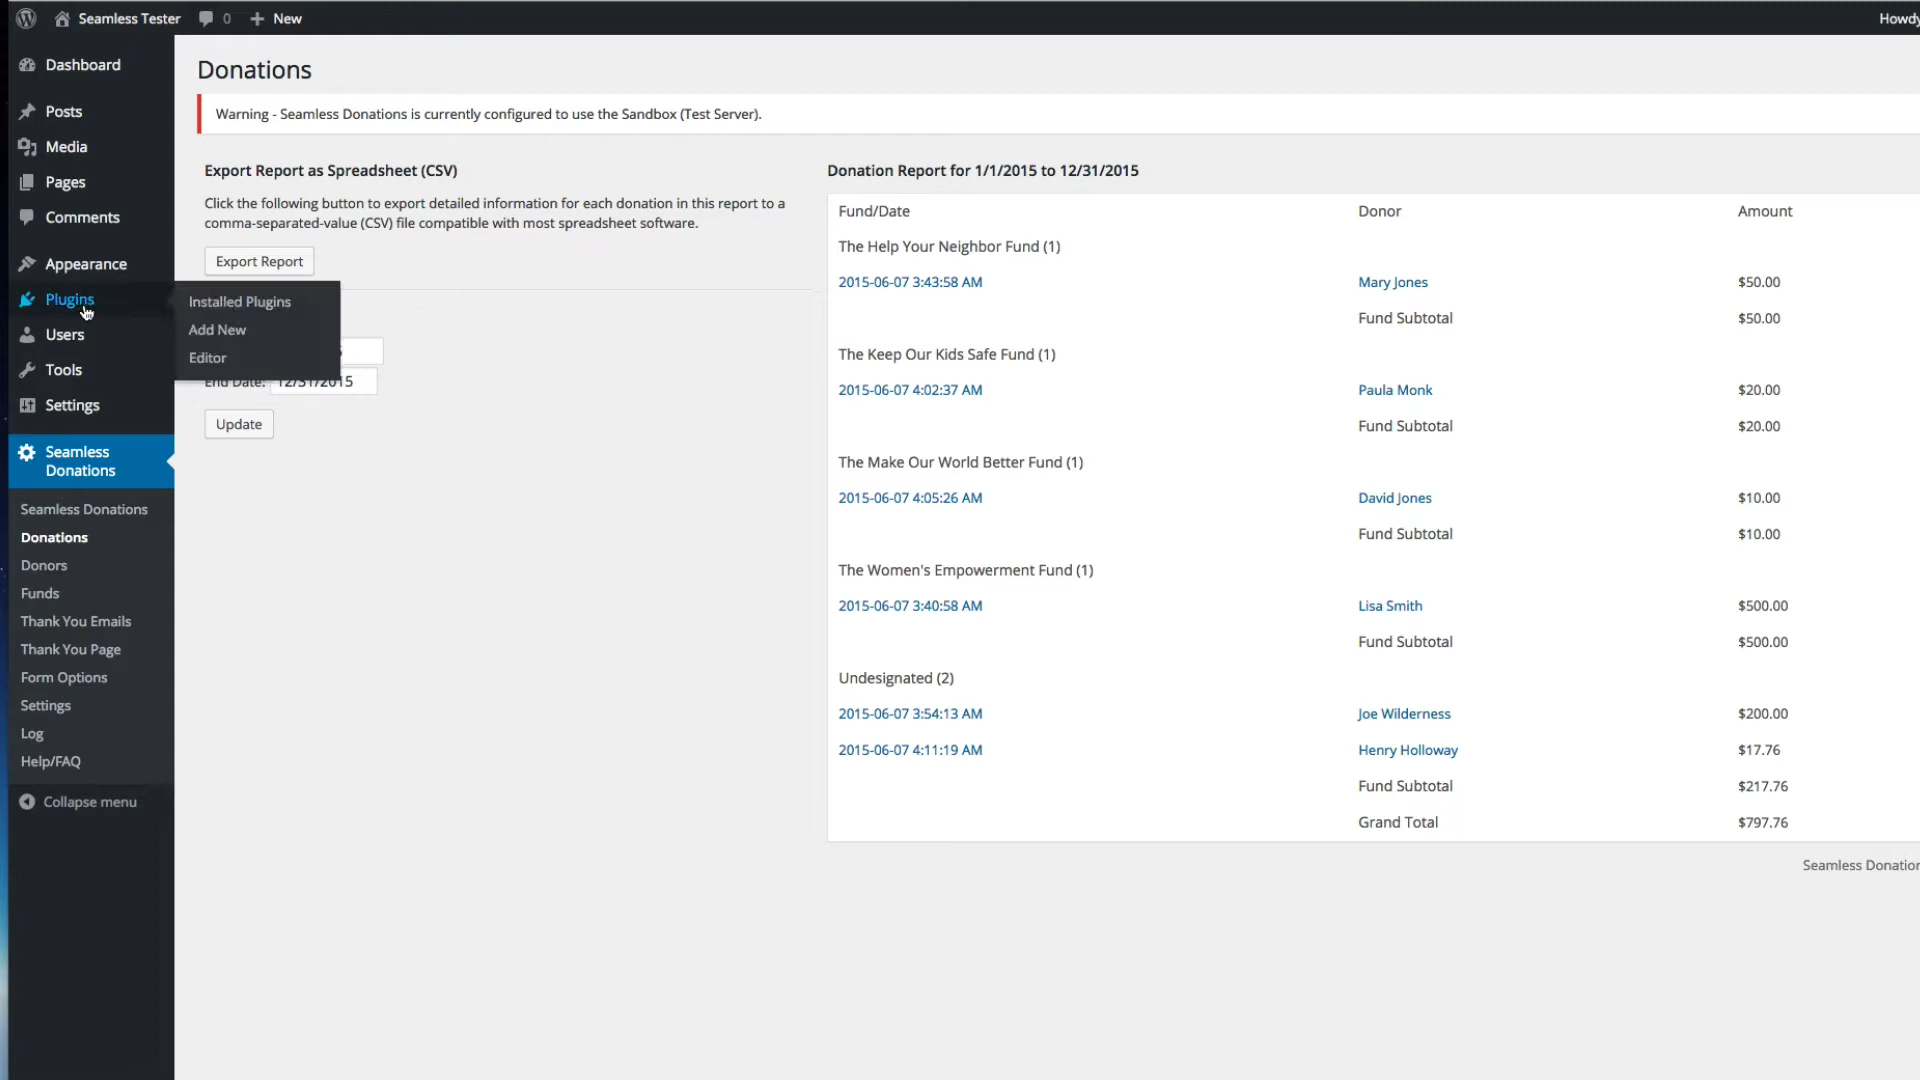 Seamless Tester 0 New Howdy
Dashboard
Posts
Media
Pages
Comments
Appearance
Plugins
Users
Tools
Settings
Seamless
Donations
Seamless Donations
Donations
Donors
Funds
Thank You Emails
Thank You Page
Form Options
Settings
Log
Help/FAQ
Collapse menu
Installed Plugins
Add New
Editor
Donations
Warning - Seamless Donations is currently configured to use the Sandbox (Test Server).
Export Report as Spreadsheet (CSV)
Click the following button to export detailed information for each donation in this report to a
comma-separated-value (CSV) file compatible with most spreadsheet software.
Export Report
End Date: 12/31/2015
Update
Donation Report for 1/1/2015 to 12/31/2015
Fund/Date Donor Amount
The Help Your Neighbor Fund (1)
2015-06-07 3:43:58 AM Mary Jones $50.00
Fund Subtotal $50.00
The Keep Our Kids Safe Fund (1)
2015-06-07 4:02:37 AM Paula Monk $20.00
Fund Subtotal $20.00
The Make Our World Better Fund (1)
2015-06-07 4:05:26 AM David Jones $10.00
Fund Subtotal $10.00
The Women's Empowerment Fund (1)
2015-06-07 3:40:58 AM Lisa Smith $500.00
Fund Subtotal $500.00
Undesignated (2)
2015-06-07 3:54:13 AM Joe Wilderness $200.00
2015-06-07 4:11:19 AM Henry Holloway $17.76
Fund Subtotal $217.76
Grand Total $797.76
Seamless Donation